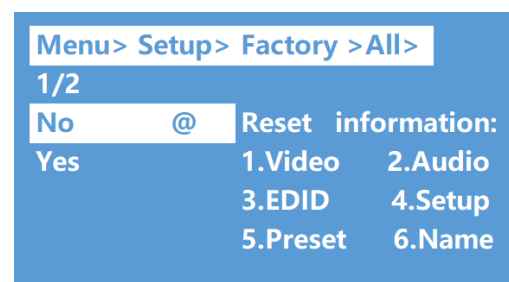 Menu> Setup> Factory >All>
1/2
No @ Reset information:
Yes 1.Video 2.Audio
3.EDID 4.Setup
5.Preset 6.Name